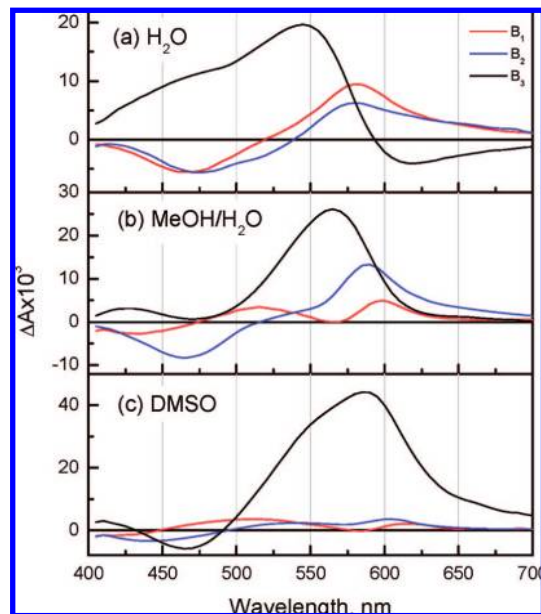 (a) H₂O
B₁
B₂
B₃
20
10
0
30
(b) MeOH/H₂O
20
10
0
-10
ΔAx10³
(c) DMSO
40
20
0
400 450 500 550 600 650 700
Wavelength, nm